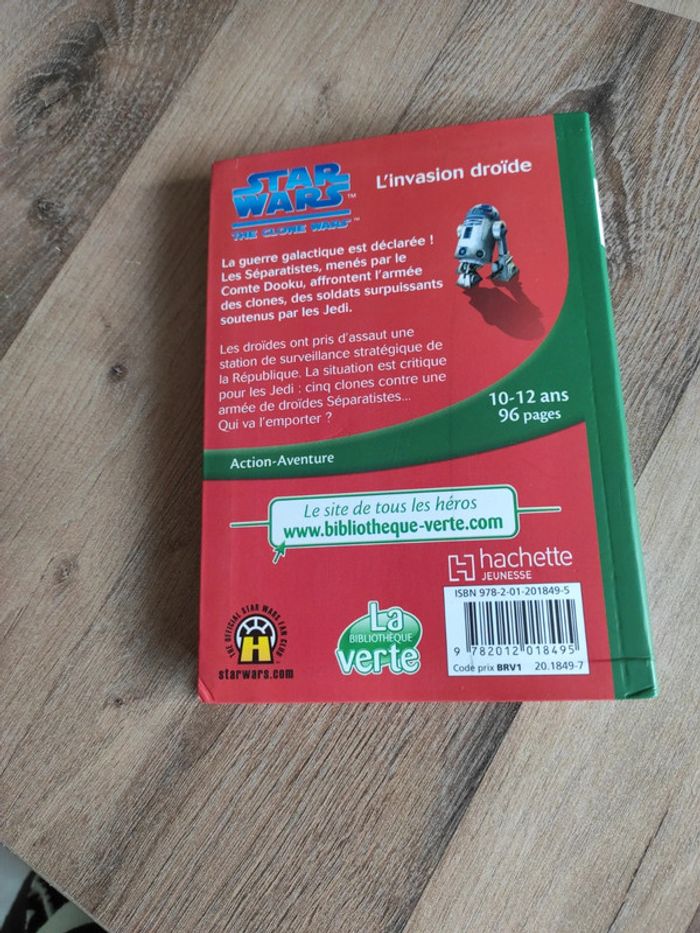 STAR WARS™
THE CLONE WARS™
L'invasion droïde
La guerre galactique est déclarée !
Les Séparatistes, menés par le
Comte Dooku, affrontent l'armée
des clones, des soldats surpuissants
soutenus par les Jedi.
Les droïdes ont pris d'assaut une
station de surveillance stratégique de
la République. La situation est critique
pour les Jedi : cinq clones contre une
armée de droïdes Séparatistes...
Qui va l'emporter ?
10-12 ans
96 pages
Action-Aventure
Le site de tous les héros
www.bibliotheque-verte.com
hachette
JEUNESSE
ISBN 978-2-01-201849-5
9 782012 018495
Code prix BRV1 20.1849-7
THE OFFICIAL STAR WARS FAN CLUB
H
starwars.com
La
BIBLIOTHÈQUE
verte